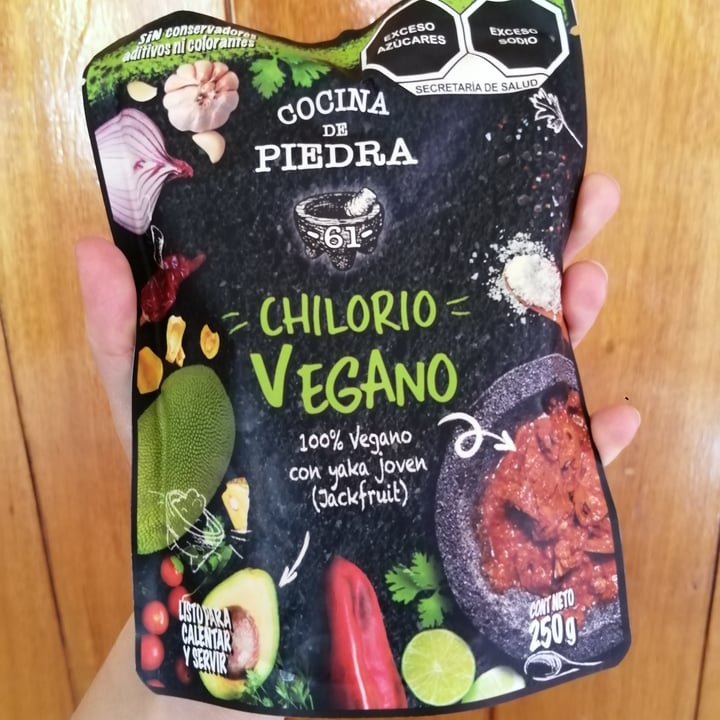 SiN conservadores
aditivos ni colorantes
EXCESO
AZÚCARES
EXCESO
SODIO
SECRETARÍA DE SALUD
COCINA
DE
PIEDRA
-61-
CHILORIO
VEGANO
100% Vegano
con yaka joven
(Jackfruit)
LISTO PARA
CALENTAR
Y SERVIR
CONT NETO
250g